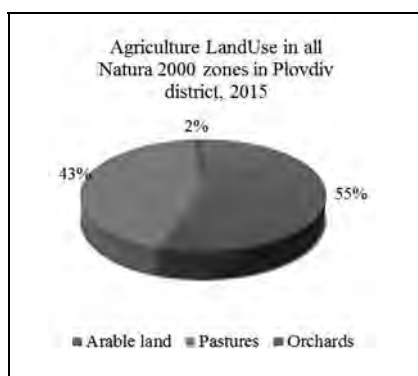 Agriculture LandUse in all
Natura 2000 zones in Plovdiv
district, 2015
2%
43%
55%
Arable land Pastures Orchards